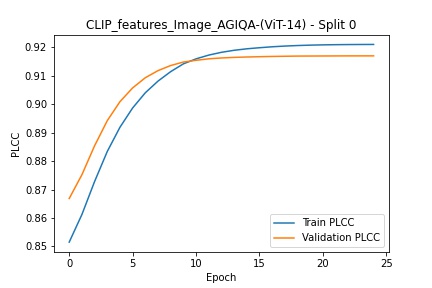 CLIP_features_Image_AGIQA-(ViT-14) - Split 0
0.92
0.91
0.90
0.89
0.88
0.87
0.86
0.85
PLCC
Train PLCC
Validation PLCC
0 5 10 15 20 25
Epoch